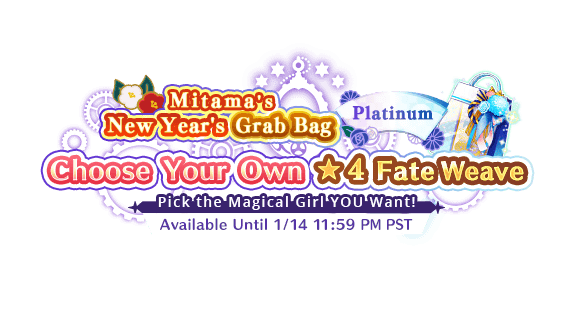 Mitama's
New Year's Grab Bag
Platinum
Choose Your Own ★4 Fate Weave
Pick the Magical Girl YOU Want!
Available Until 1/14 11:59 PM PST